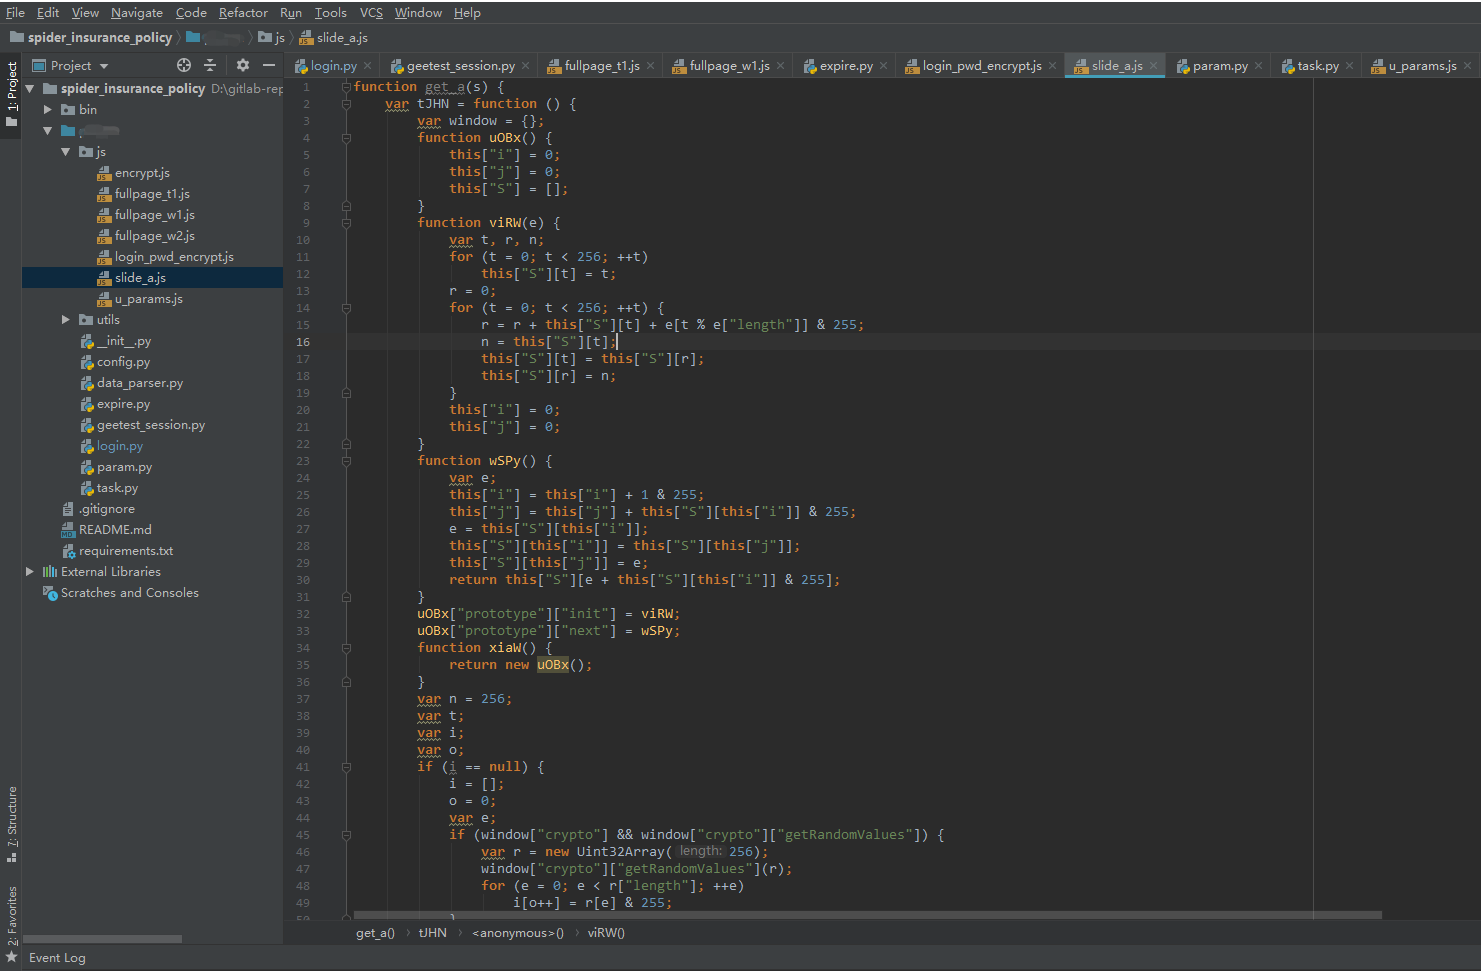 File Edit View Navigate Code Refactor Run Tools VCS Window Help
spider_insurance_policy js slide_a.js
1: Project
Project
login.py geetest_session.py fullpage_t1.js fullpage_w1.js expire.py login_pwd_encrypt.js slide_a.js param.py task.py u_params.js
spider_insurance_policy D:\gitlab-rep
bin
js
encrypt.js
fullpage_t1.js
fullpage_w1.js
fullpage_w2.js
login_pwd_encrypt.js
slide_a.js
u_params.js
utils
__init__.py
config.py
data_parser.py
expire.py
geetest_session.py
login.py
param.py
task.py
.gitignore
README.md
requirements.txt
External Libraries
Scratches and Consoles
1 function get_a(s) {
2 var tJHN = function () {
3 var window = {};
4 function uOBx() {
5 this["i"] = 0;
6 this["j"] = 0;
7 this["S"] = [];
8 }
9 function viRW(e) {
10 var t, r, n;
11 for (t = 0; t < 256; ++t)
12 this["S"][t] = t;
13 r = 0;
14 for (t = 0; t < 256; ++t) {
15 r = r + this["S"][t] + e[t % e["length"]] & 255;
16 n = this["S"][t];
17 this["S"][t] = this["S"][r];
18 this["S"][r] = n;
19 }
20 this["i"] = 0;
21 this["j"] = 0;
22 }
23 function wSPy() {
24 var e;
25 this["i"] = this["i"] + 1 & 255;
26 this["j"] = this["j"] + this["S"][this["i"]] & 255;
27 e = this["S"][this["i"]];
28 this["S"][this["i"]] = this["S"][this["j"]];
29 this["S"][this["j"]] = e;
30 return this["S"][e + this["S"][this["i"]] & 255];
31 }
32 uOBx["prototype"]["init"] = viRW;
33 uOBx["prototype"]["next"] = wSPy;
34 function xiaW() {
35 return new uOBx();
36 }
37 var n = 256;
38 var t;
39 var i;
40 var o;
41 if (i == null) {
42 i = [];
43 o = 0;
44 var e;
45 if (window["crypto"] && window["crypto"]["getRandomValues"]) {
46 var r = new Uint32Array( length: 256);
47 window["crypto"]["getRandomValues"](r);
48 for (e = 0; e < r["length"]; ++e)
49 i[o++] = r[e] & 255;
50 }
get_a() tJHN <anonymous>() viRW()
7: Structure
2: Favorites
Event Log